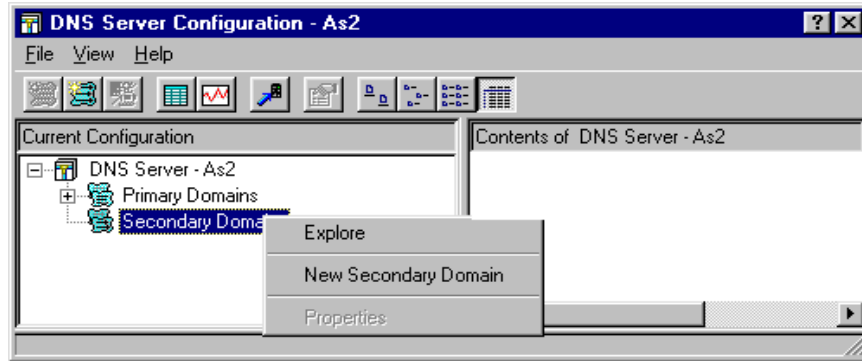 DNS Server Configuration - As2
File View Help
Current Configuration
Contents of DNS Server - As2
DNS Server - As2
Primary Domains
Secondary
Explore
New Secondary Domain
Properties